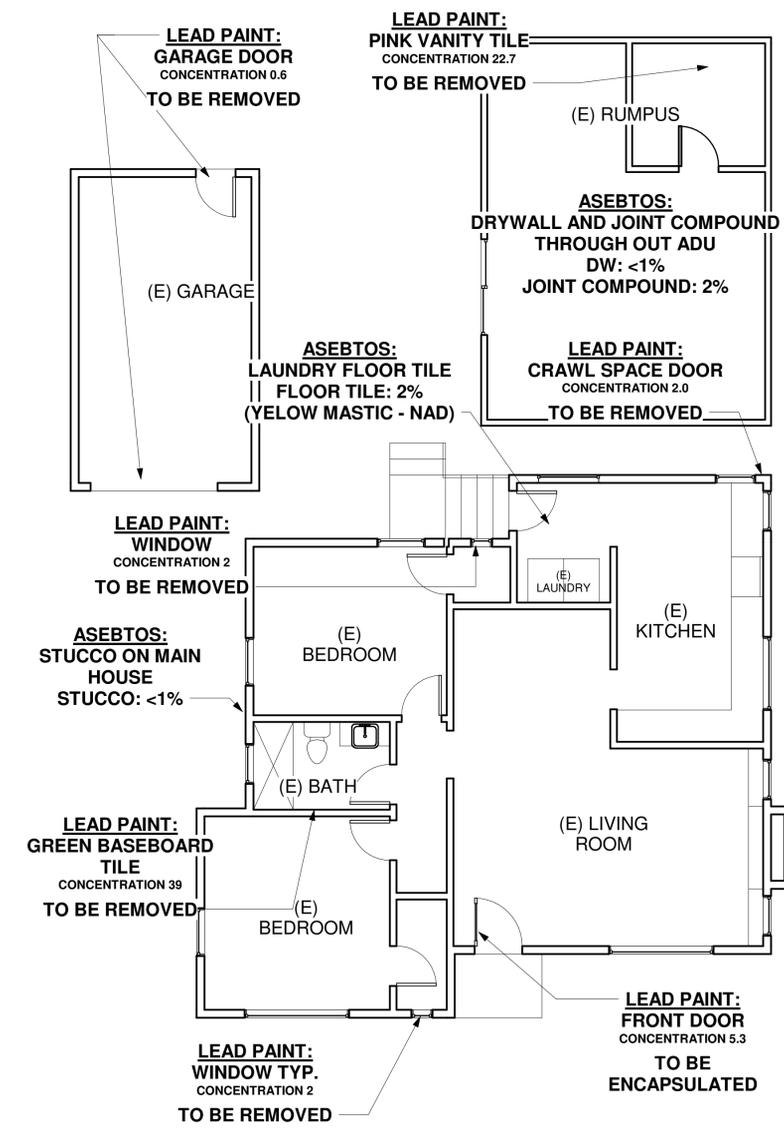 LEAD PAINT:
GARAGE DOOR
CONCENTRATION 0.6
TO BE REMOVED
LEAD PAINT:
PINK VANITY TILE
CONCENTRATION 22.7
TO BE REMOVED
(E) RUMPUS
ASEBTOS:
DRYWALL AND JOINT COMPOUND
THROUGH OUT ADU
DW: <1%
JOINT COMPOUND: 2%
(E) GARAGE
ASEBTOS:
LAUNDRY FLOOR TILE
FLOOR TILE: 2%
(YELOW MASTIC - NAD)
LEAD PAINT:
CRAWL SPACE DOOR
CONCENTRATION 2.0
TO BE REMOVED
LEAD PAINT:
WINDOW
CONCENTRATION 2
TO BE REMOVED
(E)
LAUNDRY
(E)
KITCHEN
(E)
BEDROOM
ASEBTOS:
STUCCO ON MAIN
HOUSE
STUCCO: <1%
(E) BATH
(E) LIVING
ROOM
LEAD PAINT:
GREEN BASEBOARD
TILE
CONCENTRATION 39
TO BE REMOVED
(E)
BEDROOM
LEAD PAINT:
FRONT DOOR
CONCENTRATION 5.3
TO BE
ENCAPSULATED
LEAD PAINT:
WINDOW TYP.
CONCENTRATION 2
TO BE REMOVED